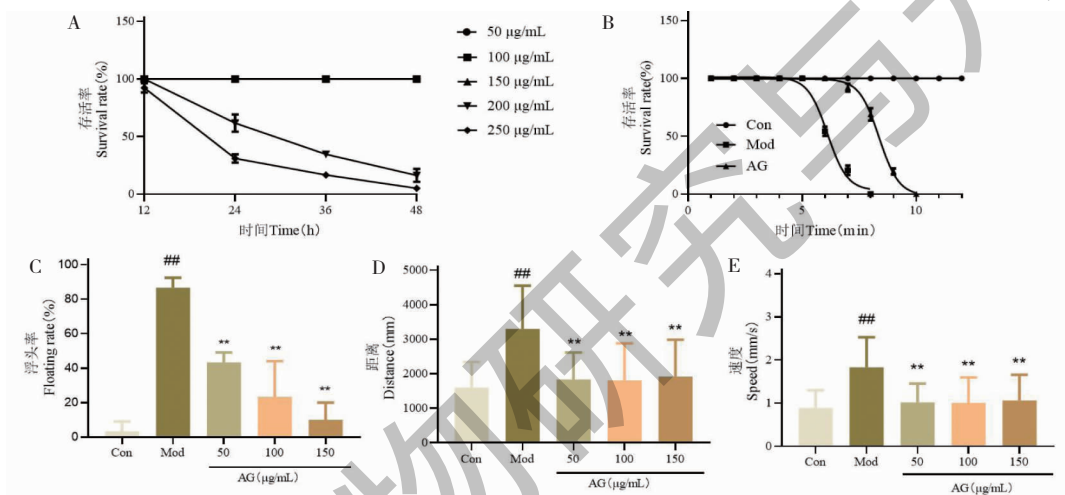 A
150
100
50
0
存活率
Survival rate(%)
12
24
36
48
时间Time(h)
50 μg/mL
100 μg/mL
150 μg/mL
200 μg/mL
250 μg/mL
B
150
100
50
0
存活率
Survival rate(%)
Con
Mod
AG
0
5
10
时间Time(min)
C
100
80
60
40
20
0
浮头率
Floating rate(%)
##
**
**
**
Con
Mod
50
100
150
AG(μg/mL)
D
5000
4000
3000
2000
1000
0
距离
Distance(mm)
##
**
**
**
Con
Mod
50
100
150
AG(μg/mL)
E
4
3
2
1
0
速度
Speed(mm/s)
##
**
**
**
Con
Mod
50
100
150
AG(μg/mL)
物研究与